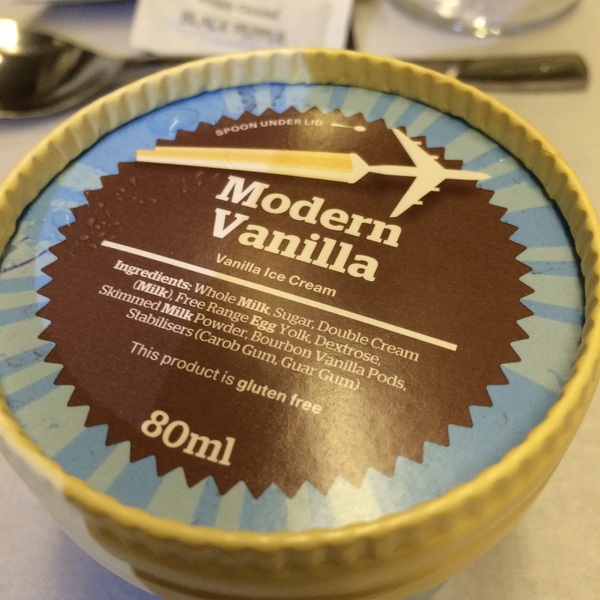 BLACK PEPPER
SPOON UNDER LID
Modern
Vanilla
Vanilla Ice Cream
Ingredients: Whole Milk, Sugar, Double Cream
(Milk), Free Range Egg Yolk, Dextrose,
Skimmed Milk Powder, Bourbon Vanilla Pods,
Stabilisers (Carob Gum, Guar Gum)
This product is gluten free
80ml